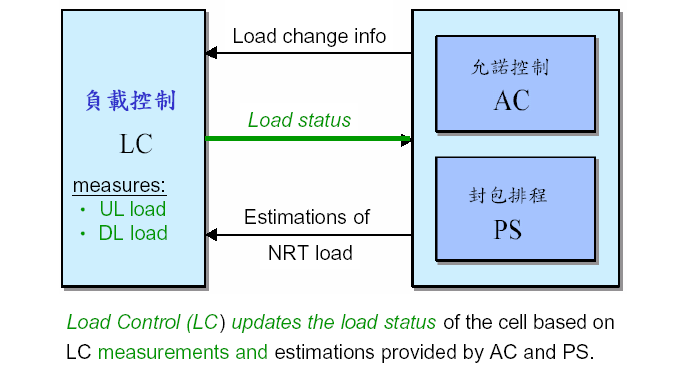 負載控制
LC
measures:
• UL load
• DL load
Load change info
Load status
Estimations of
NRT load
允諾控制
AC
封包排程
PS
Load Control (LC) updates the load status of the cell based on
LC measurements and estimations provided by AC and PS.